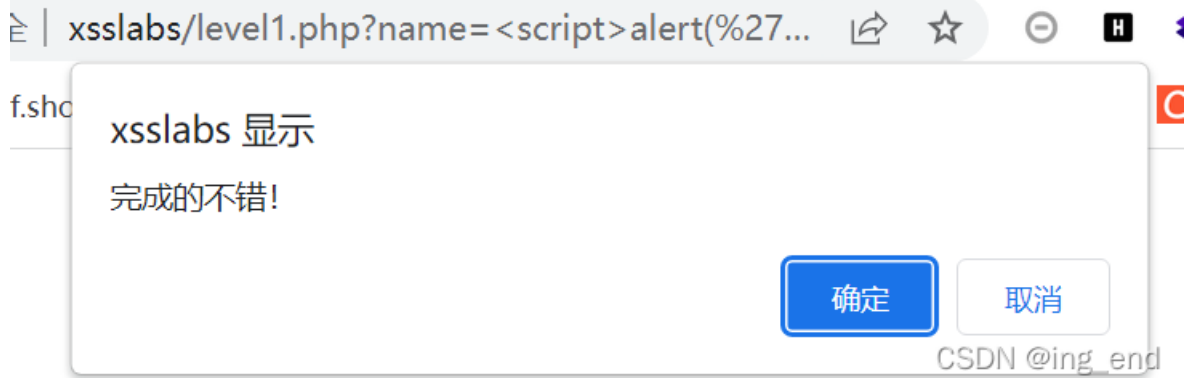 全 | xsslabs/level1.php?name=<script>alert(%27...
H
f.sho
C
xsslabs 显示
完成的不错!
确定
取消
CSDN @ing_end